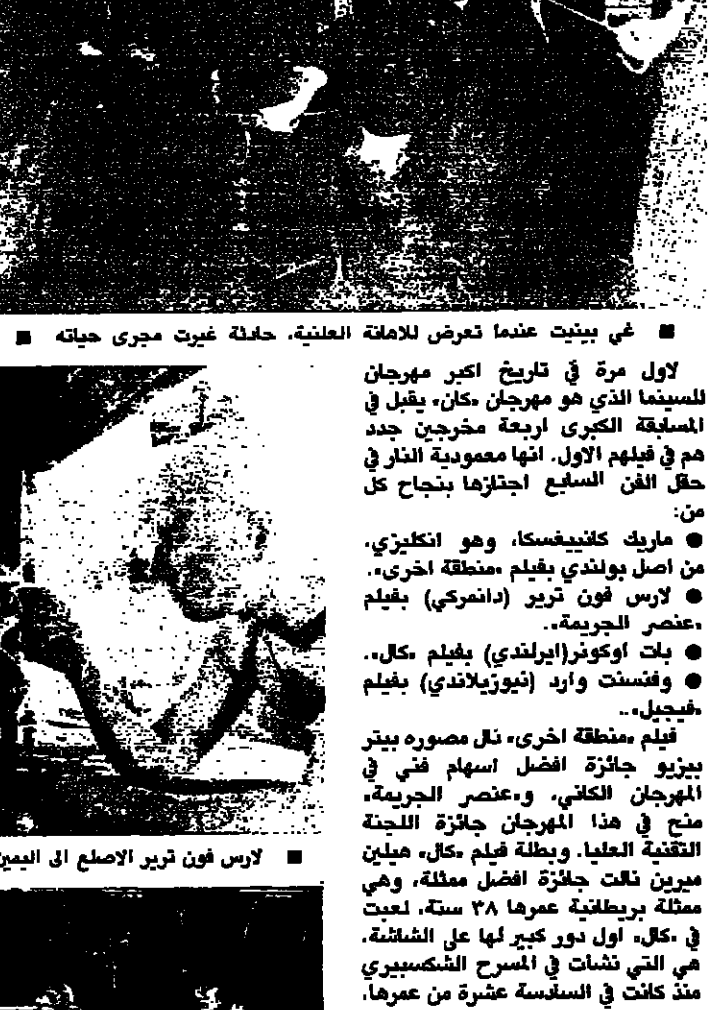 ■ غي بينيت عندما تعرض للاهانة العلنية، حادثة غيرت مجرى حياته ■
لاول مرة في تاريخ اكبر مهرجان
للسينما الذي هو مهرجان «كان» يقبل في
المسابقة الكبرى اربعة مخرجين جدد
هم في فيلهم الاول. انها معمودية النار في
حقل الفن السابع اجتازها بنجاح كل
من:
● ماريك كانييفسكا، وهو انكليزي،
من اصل بولندي بفيلم «منطقة اخرى».
● لارس فون ترير (دانمركي) بفيلم
«عنصر الجريمة».
● بات اوكونر(ايرلندي) بفيلم «كال».
● وفنسنت وارد (نيوزيلاندي) بفيلم
«فيجيل»..
فيلم «منطقة اخرى» نال مصوره بيتر
بيزيو جائزة افضل اسهام فني في
المهرجان الكاني، و«عنصر الجريمة»
منح في هذا المهرجان جائزة اللجنة
التقنية العليا. وبطلة فيلم «كال» هيلين
ميرين نالت جائزة افضل ممثلة، وهي
ممثلة بريطانية عمرها ٣٨ سنة، لعبت
في «كال» اول دور كبير لها على الشاشة،
هي التي نشات في المسرح الشكسبيري
منذ كانت في السادسة عشرة من عمرها،
■ لارس فون ترير الاصلع الى اليمين